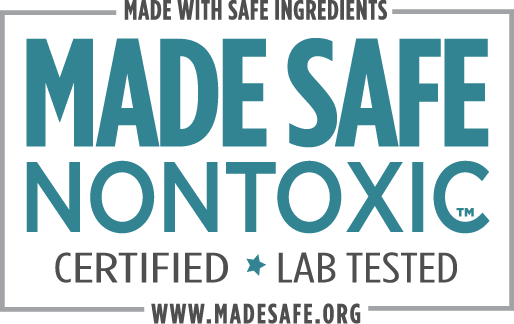 MADE WITH SAFE INGREDIENTS
MADE SAFE
NONTOXIC™
CERTIFIED ★ LAB TESTED
WWW.MADESAFE.ORG